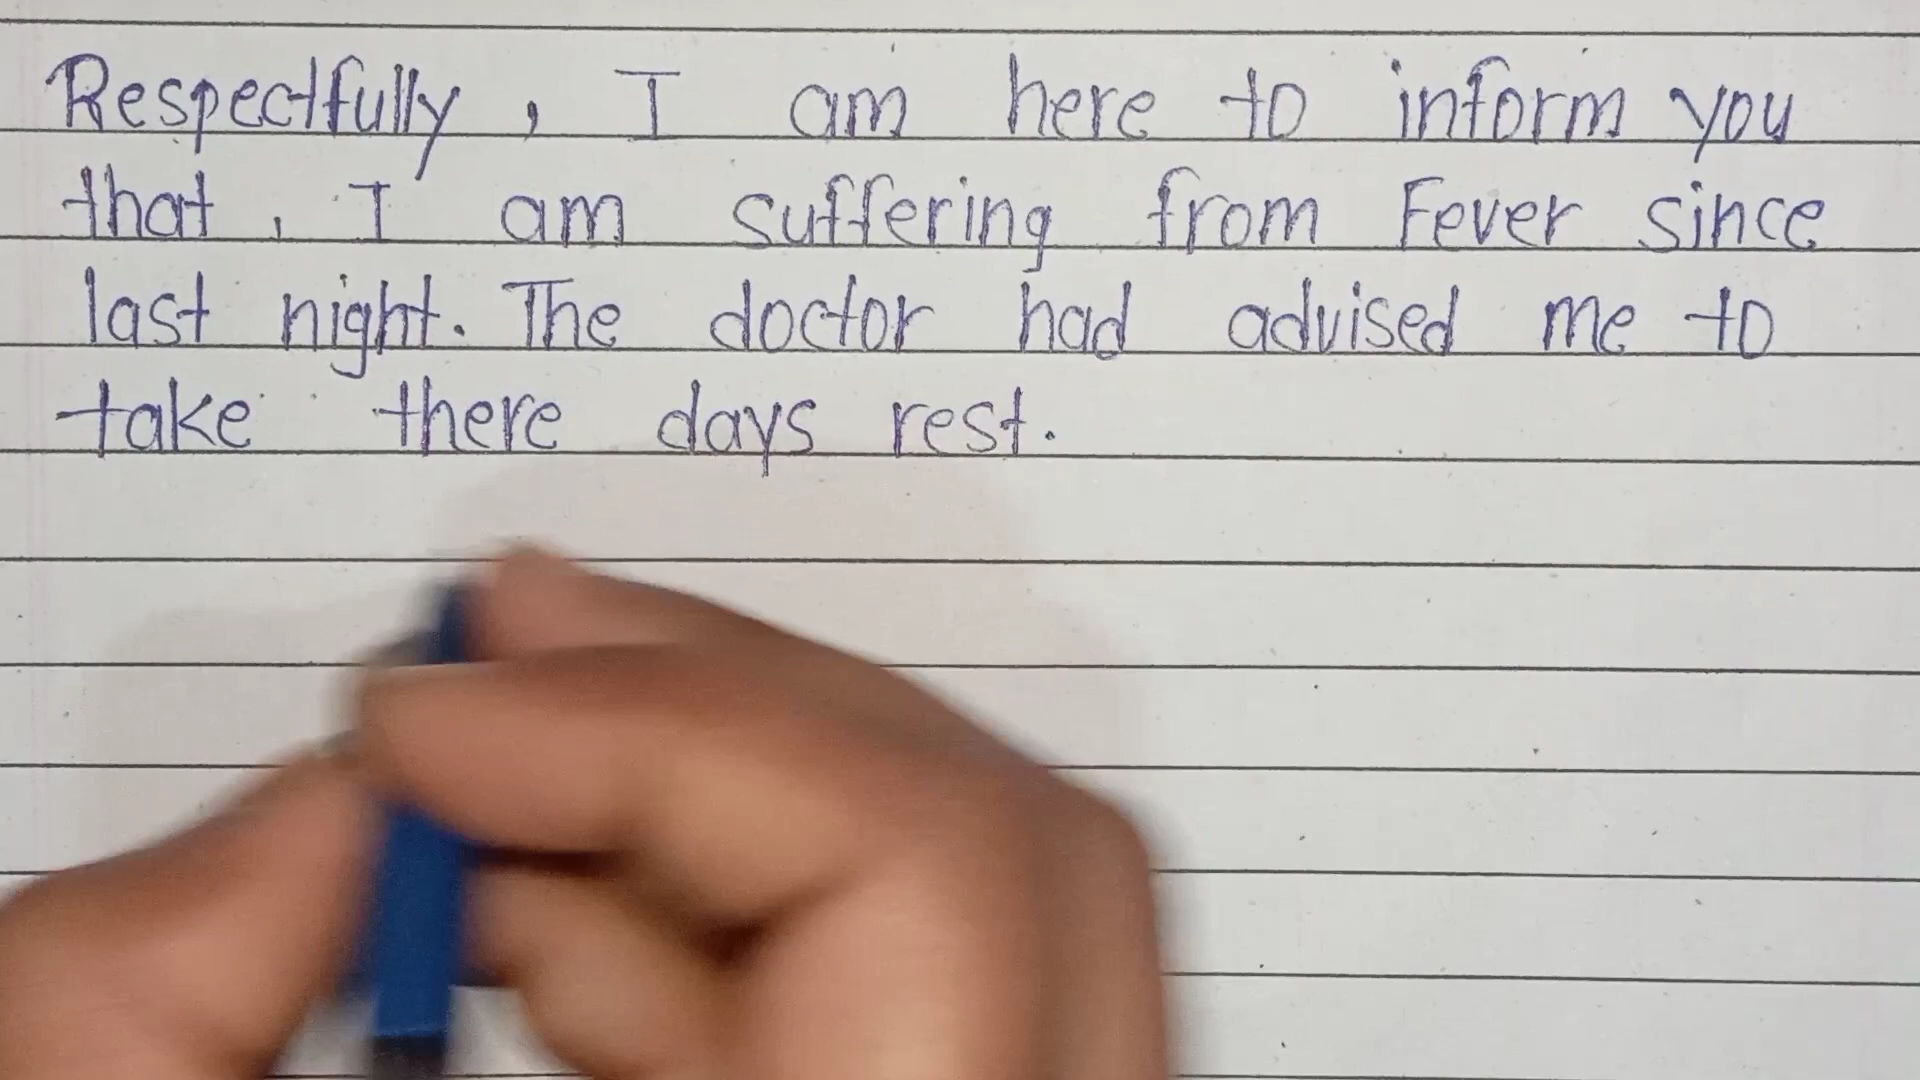 Respectfully, I am here to inform you
that, I am suffering from Fever since
last night. The doctor had advised me to
take there days rest.